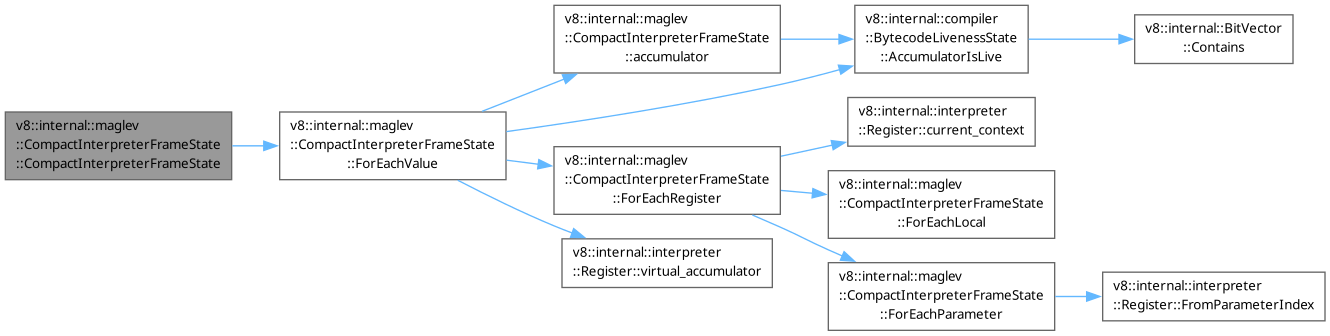 v8::internal::maglev
::CompactInterpreterFrameState
::CompactInterpreterFrameState
v8::internal::maglev
::CompactInterpreterFrameState
::ForEachValue
v8::internal::maglev
::CompactInterpreterFrameState
::accumulator
v8::internal::compiler
::BytecodeLivenessState
::AccumulatorIsLive
v8::internal::BitVector
::Contains
v8::internal::interpreter
::Register::current_context
v8::internal::maglev
::CompactInterpreterFrameState
::ForEachRegister
v8::internal::maglev
::CompactInterpreterFrameState
::ForEachLocal
v8::internal::interpreter
::Register::virtual_accumulator
v8::internal::maglev
::CompactInterpreterFrameState
::ForEachParameter
v8::internal::interpreter
::Register::FromParameterIndex